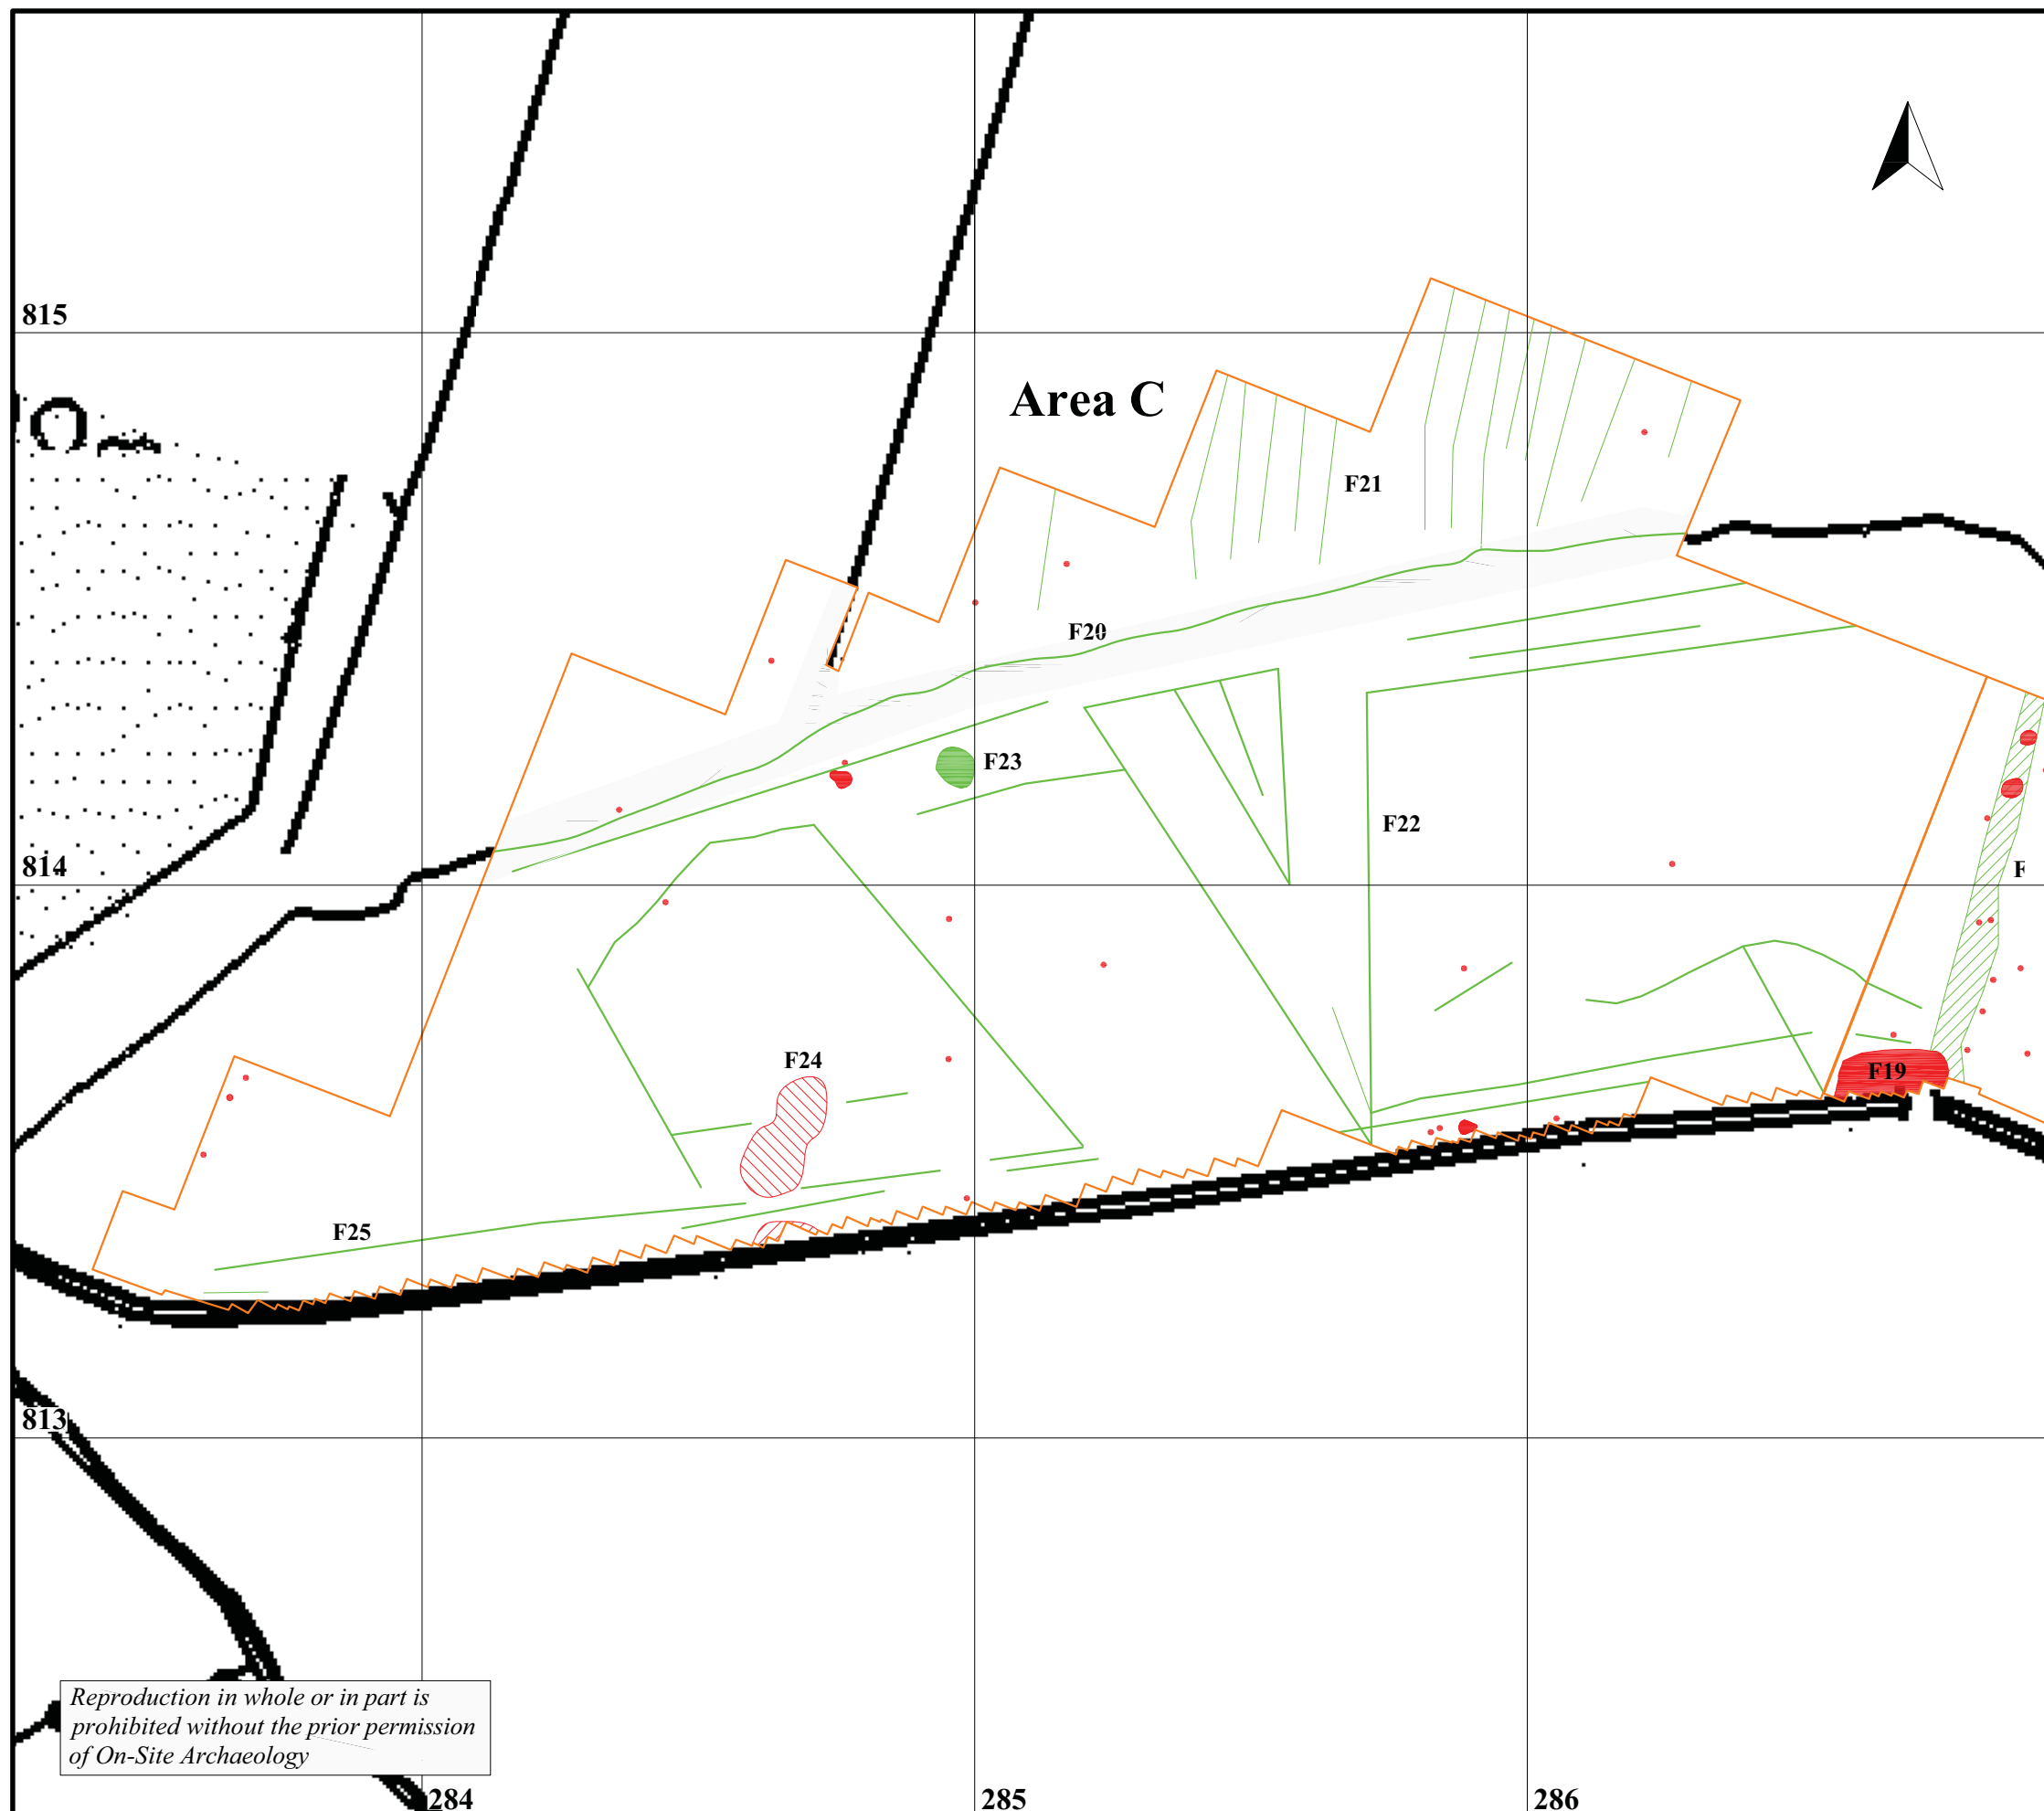 815
Area C
F21
F20
F23
F22
814
F
F24
F19
F25
813
Reproduction in whole or in part is
prohibited without the prior permission
of On-Site Archaeology
284
285
286